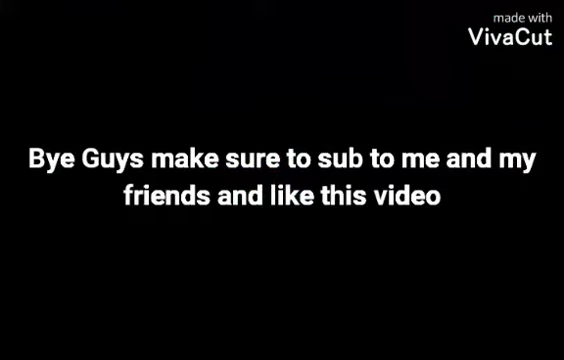 made with
VivaCut
Bye Guys make sure to sub to me and my
friends and like this video